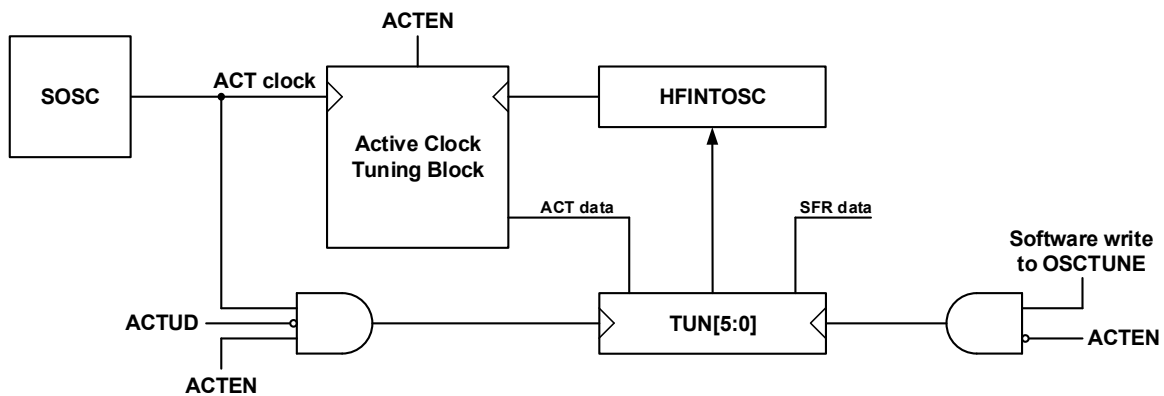 ACTEN
SOSC
ACT clock
HFINTOSC
Active Clock
Tuning Block
ACT data
SFR data
Software write
to OSCTUNE
ACTUD
TUN[5:0]
ACTEN
ACTEN